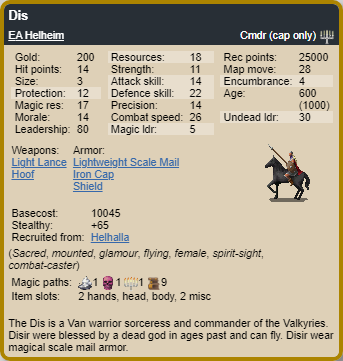 Dis
EA Helheim Cmdr (cap only)
Gold: 200 Resources: 18 Rec points: 25000
Hit points: 14 Strength: 11 Map move: 28
Size: 3 Attack skill: 14 Encumbrance: 4
Protection: 12 Defence skill: 22 Age: 600
Magic res: 17 Precision: 14 (1000)
Morale: 14 Combat speed: 26 Undead ldr: 30
Leadership: 80 Magic ldr: 5
Weapons: Armor:
Light Lance Lightweight Scale Mail
Hoof Iron Cap
Shield
Basecost: 10045
Stealthy: +65
Recruited from: Helhalla
(Sacred, mounted, glamour, flying, female, spirit-sight,
combat-caster)
Magic paths: 1 1 1 9
Item slots: 2 hands, head, body, 2 misc
The Dis is a Van warrior sorceress and commander of the Valkyries.
Disir were blessed by a dead god in ages past and can fly. Disir wear
magical scale mail armor.